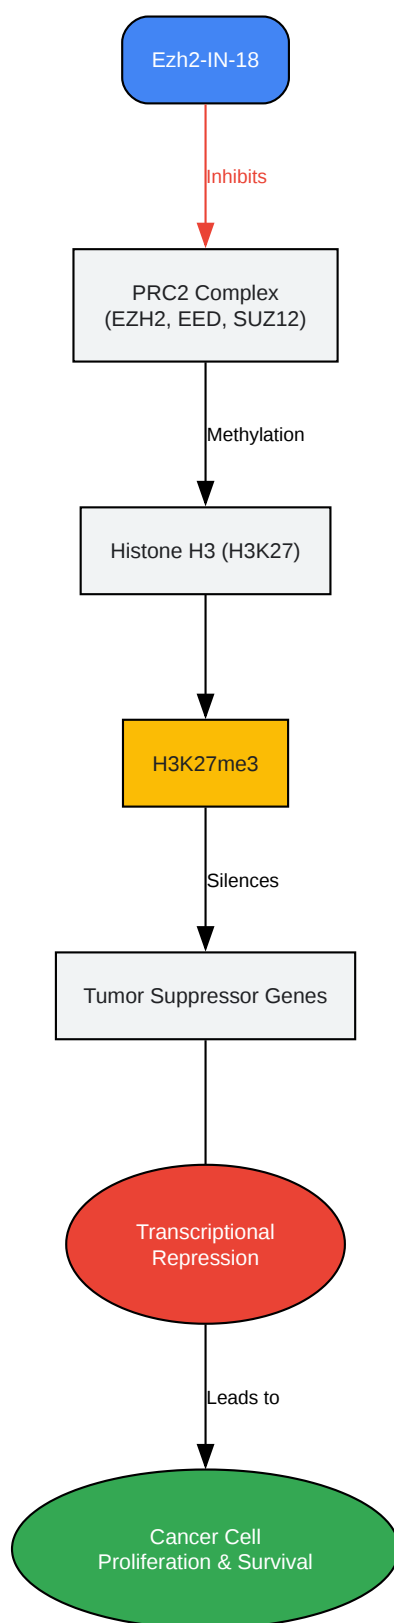 Ezh2-IN-18
Inhibits
PRC2 Complex
(EZH2, EED, SUZ12)
Methylation
Histone H3 (H3K27)
H3K27me3
Silences
Tumor Suppressor Genes
Transcriptional
Repression
Leads to
Cancer Cell
Proliferation & Survival